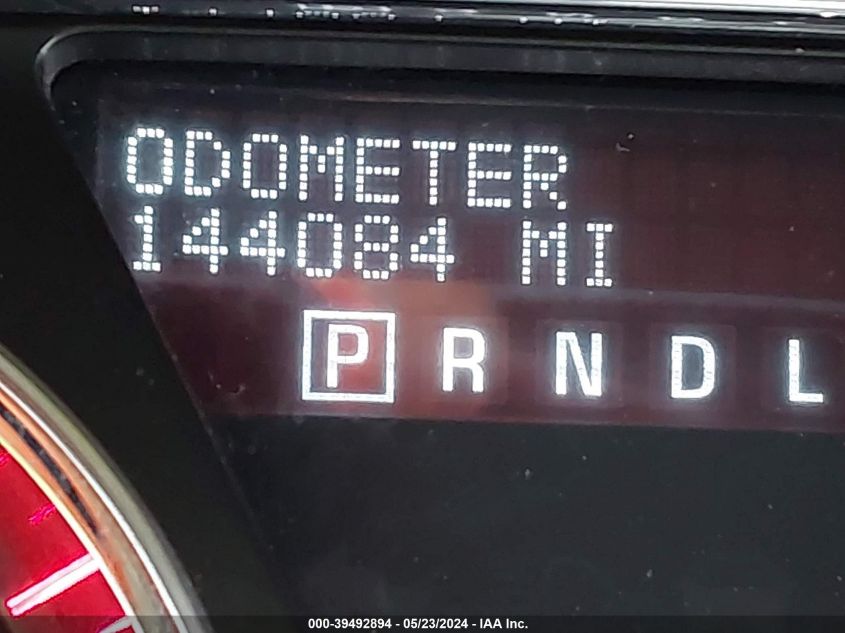 ODOMETER
144084 MI
P R N D L
000-39492894 - 05/23/2024 - IAA Inc.